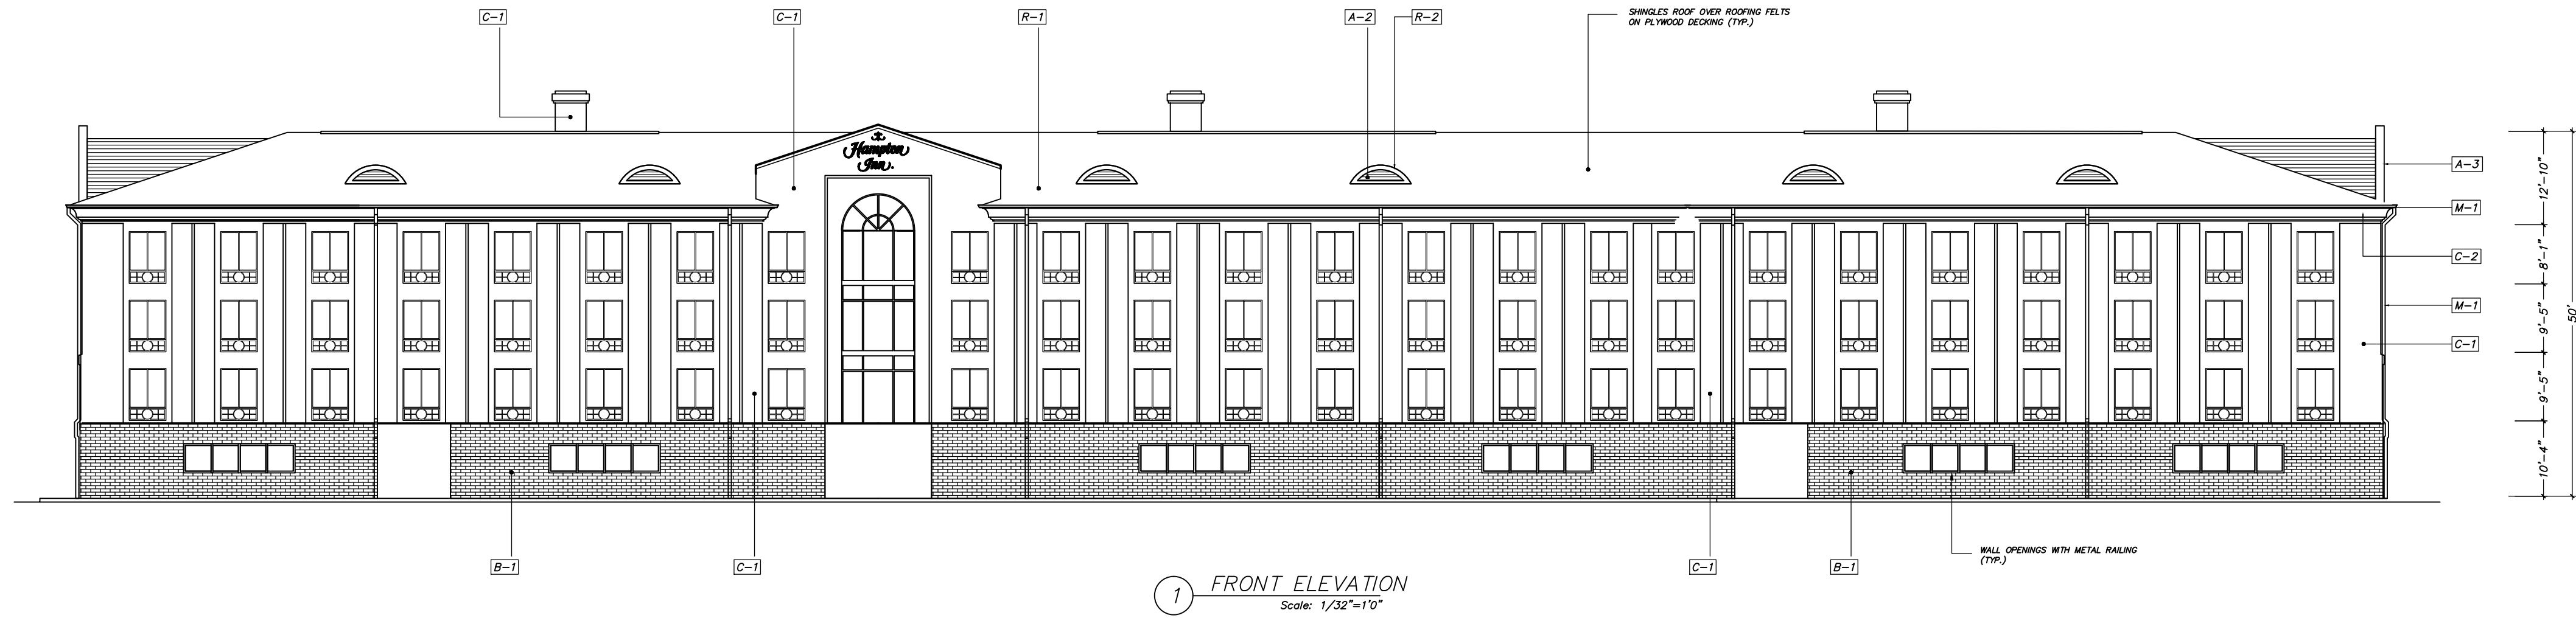 C-1
C-1
R-1
A-2
R-2
SHINGLES ROOF OVER ROOFING FELTS
ON PLYWOOD DECKING (TYP.)
Hampton
Inn.
A-3
M-1
C-2
M-1
C-1
12'-10"
8'-1"
9'-5"
9'-5"
10'-4"
50'
B-1
C-1
C-1
B-1
WALL OPENINGS WITH METAL RAILING
(TYP.)
1
FRONT ELEVATION
Scale: 1/32"=1'0"